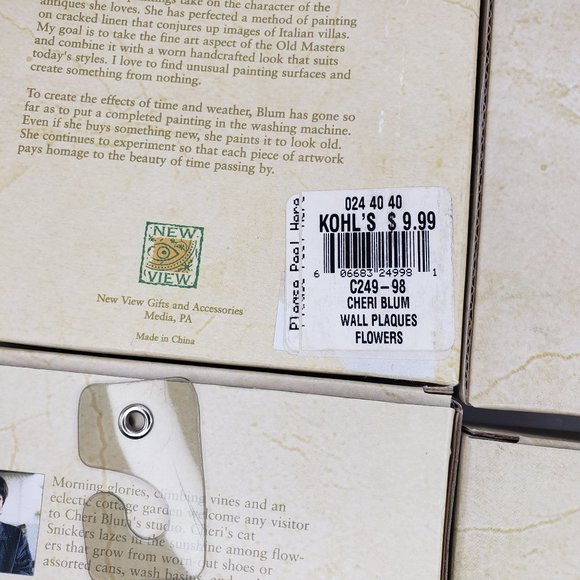 paintings take on the character of the
antiques she loves. She has perfected a method of painting
on cracked linen that conjures up images of Italian villas.
My goal is to take the fine art aspect of the Old Masters
and combine it with a worn handcrafted look that suits
today's styles. I love to find unusual painting surfaces and
create something from nothing.
To create the effects of time and weather, Blum has gone so
far as to put a completed painting in the washing machine.
Even if she buys something new, she paints it to look old.
She continues to experiment so that each piece of artwork
pays homage to the beauty of time passing by.
NEW
VIEW
New View Gifts and Accessories
Media, PA
Made in China
Please Peel Here
024 40 40
KOHL'S $9.99
6 06683 24998 1
C249-98
CHERI BLUM
WALL PLAQUES
FLOWERS
Morning glories, climbing vines and an
eclectic cottage garden welcome any visitor
to Cheri Blum's studio. Cheri's cat
Snickers lazes in the sunshine among flow-
ers that grow from worn out shoes or
assorted cans, wash basins